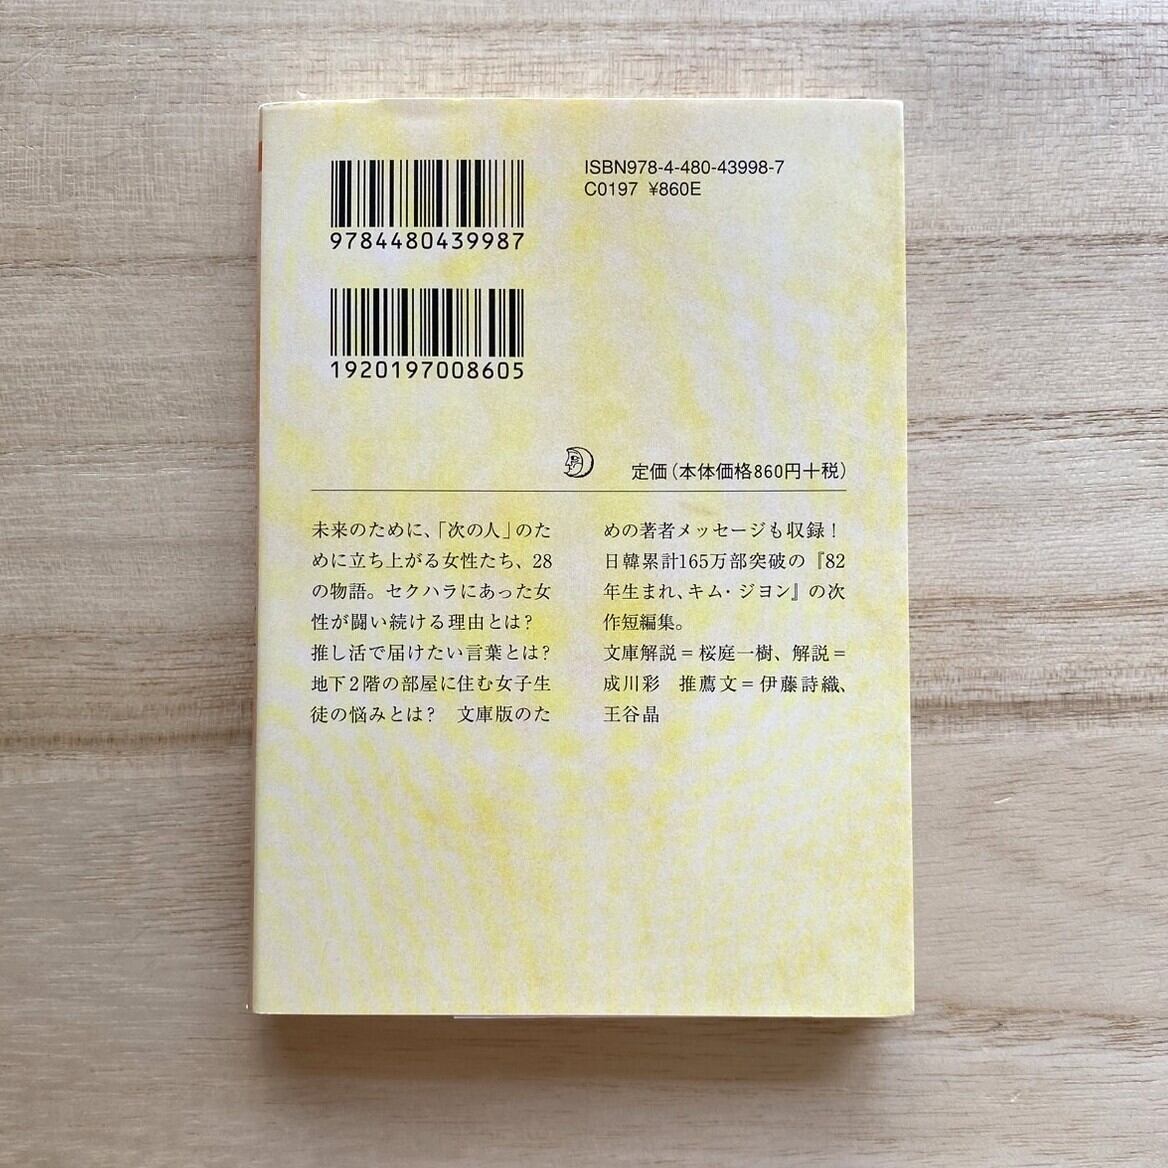 9784480439987
ISBN978-4-480-43998-7
C0197 ¥860E
1920197008605
定価（本体価格860円＋税）
未来のために、「次の人」のた
めに立ち上がる女性たち、28
の物語。セクハラにあった女
性が闘い続ける理由とは?
推し活で届けたい言葉とは?
地下2階の部屋に住む女子生
徒の悩みとは?　文庫版のた
めの著者メッセージも収録！
日韓累計165万部突破の『82
年生まれ、キム・ジヨン』の次
作短編集。
文庫解説＝桜庭一樹、解説＝
成川彩　推薦文＝伊藤詩織、
王谷晶